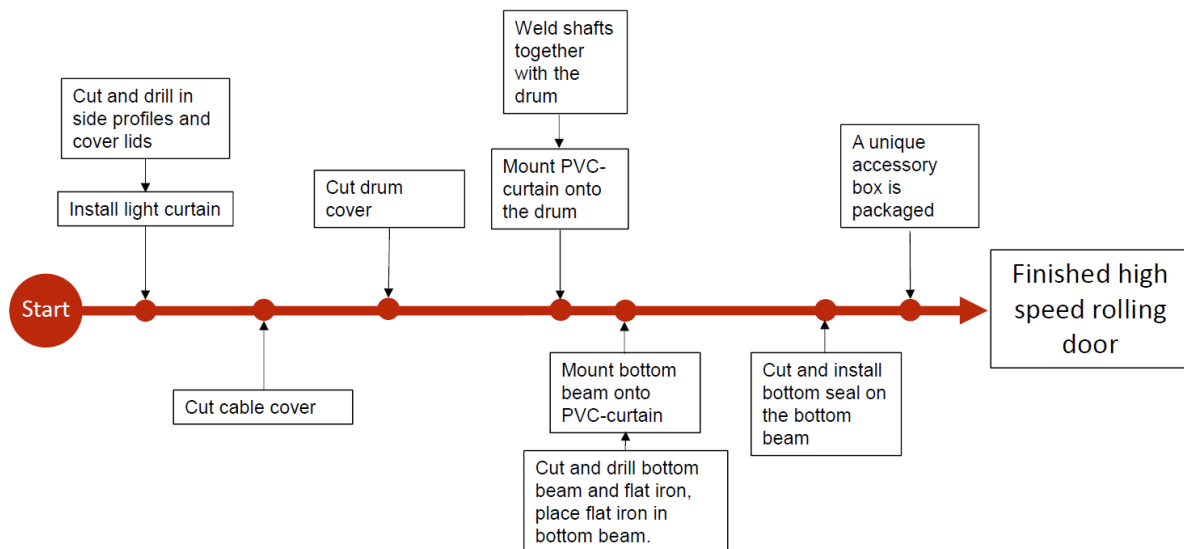 Weld shafts
together
with the
drum
Cut and drill in
side profiles and
cover lids
A unique
accessory
box is
packaged
Mount PVC-
curtain onto
the drum
Cut drum
cover
Install light curtain
Start
Finished high
speed rolling
door
Mount bottom
beam onto
PVC-curtain
Cut and install
bottom seal on
the bottom
beam
Cut cable cover
Cut and drill bottom
beam and flat iron,
place flat iron in
bottom beam.